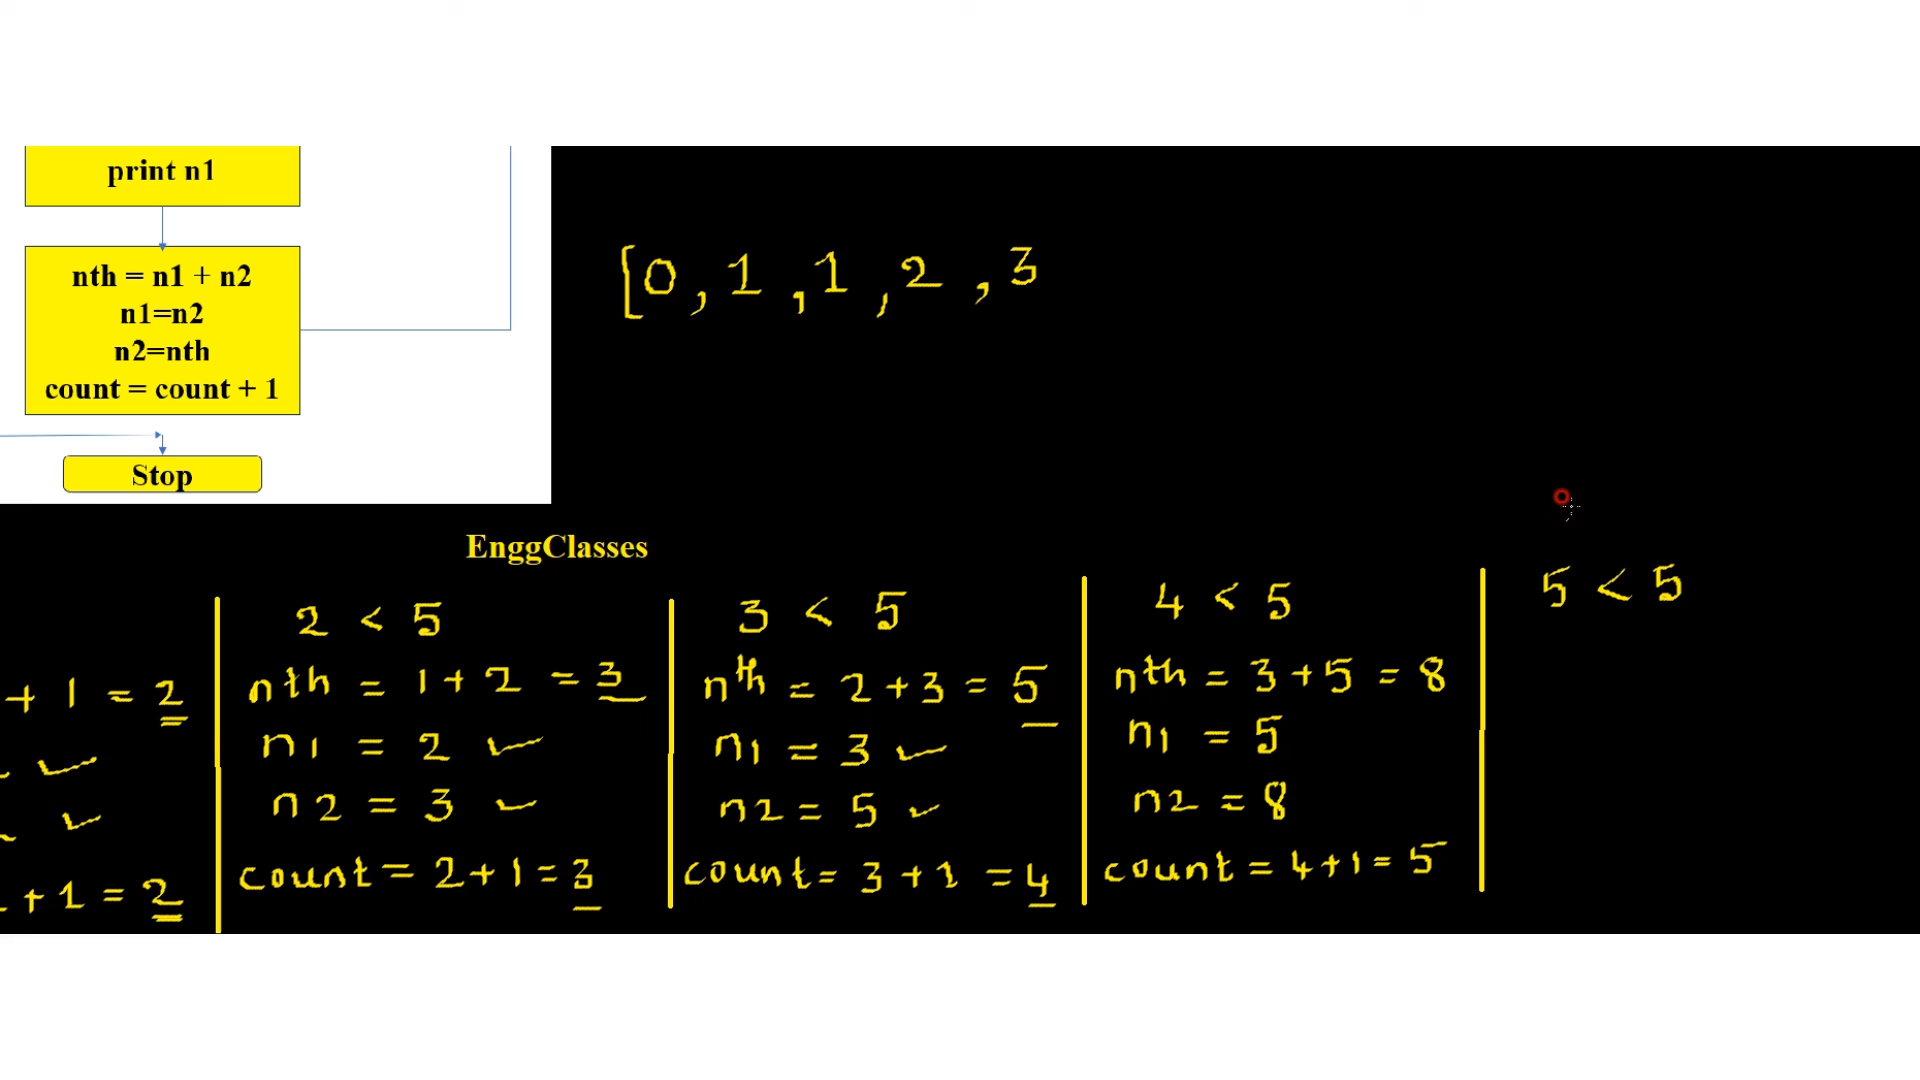 print n1
nth = n1 + n2
n1=n2
n2=nth
count = count + 1
Stop
[0, 1, 1, 2, 3
EnggClasses
+ 1 = 2
+ 1 = 2
2 < 5
nth = 1 + 2 = 3
n1 = 2 ✓
n2 = 3 ✓
count = 2 + 1 = 3
3 < 5
nth = 2 + 3 = 5
n1 = 3 ✓
n2 = 5 ✓
count = 3 + 1 = 4
4 < 5
nth = 3 + 5 = 8
n1 = 5
n2 = 8
count = 4 + 1 = 5
5 < 5